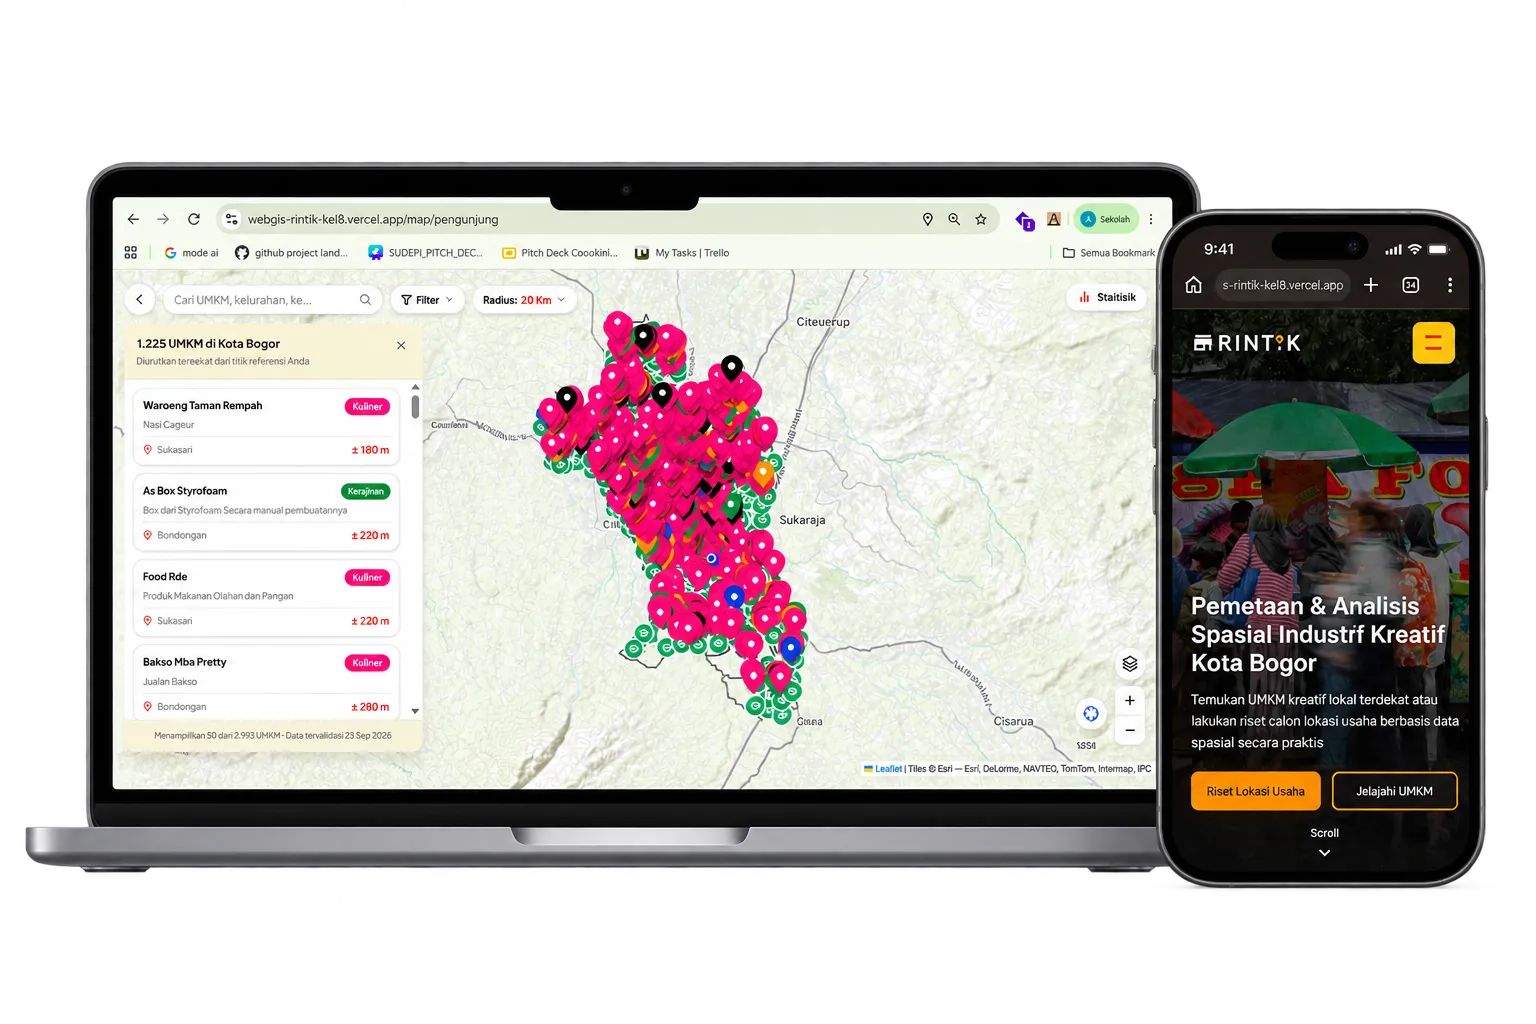 webgis-rintik-kel8.vercel.app/map/pengunjung
Sekolah
mode ai
github project land...
SUDEPI_PITCH_DEC...
Pitch Deck Coookini...
My Tasks | Trello
Semua Bookmark
Cari UMKM, kelurahan, ke...
Filter
Radius: 20 Km
Staitisik
1.225 UMKM di Kota Bogor
Diurutkan tereekat dari titik referensi Anda
Waroeng Taman Rempah
Kuliner
Nasi Cageur
Sukasari
± 180 m
As Box Styrofoam
Kerajinan
Box dari Styrofoam Secara manual pembuatannya
Bondongan
± 220 m
Food Rde
Kuliner
Produk Makanan Olahan dan Pangan
Sukasari
± 220 m
Bakso Mba Pretty
Kuliner
Jualan Bakso
Bondongan
± 280 m
Menampilkan 50 dari 2.993 UMKM - Data tervalidasi 23 Sep 2026
Citeuerup
Sukaraja
Cisarua
+
−
Leaflet | Tiles © Esri — Esri, DeLorme, NAVTEQ, TomTom, Intermap, IPC
9:41
s-rintik-kel8.vercel.app
34
RINTIK
Pemetaan & Analisis
Spasial Industrf Kreatif
Kota Bogor
Temukan UMKM kreatif lokal terdekat atau
lakukan riset calon lokasi usaha berbasis data
spasial secara praktis
Riset Lokasi Usaha
Jelajahi UMKM
Scroll